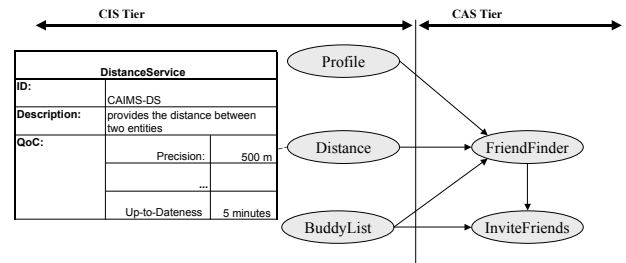 CIS Tier
CAS Tier
DistanceService
ID:
CAIMS-DS
Description:
provides the distance between
two entities
QoC:
Precision:
500 m
...
Up-to-Dateness
5 minutes
Profile
Distance
BuddyList
FriendFinder
InviteFriends